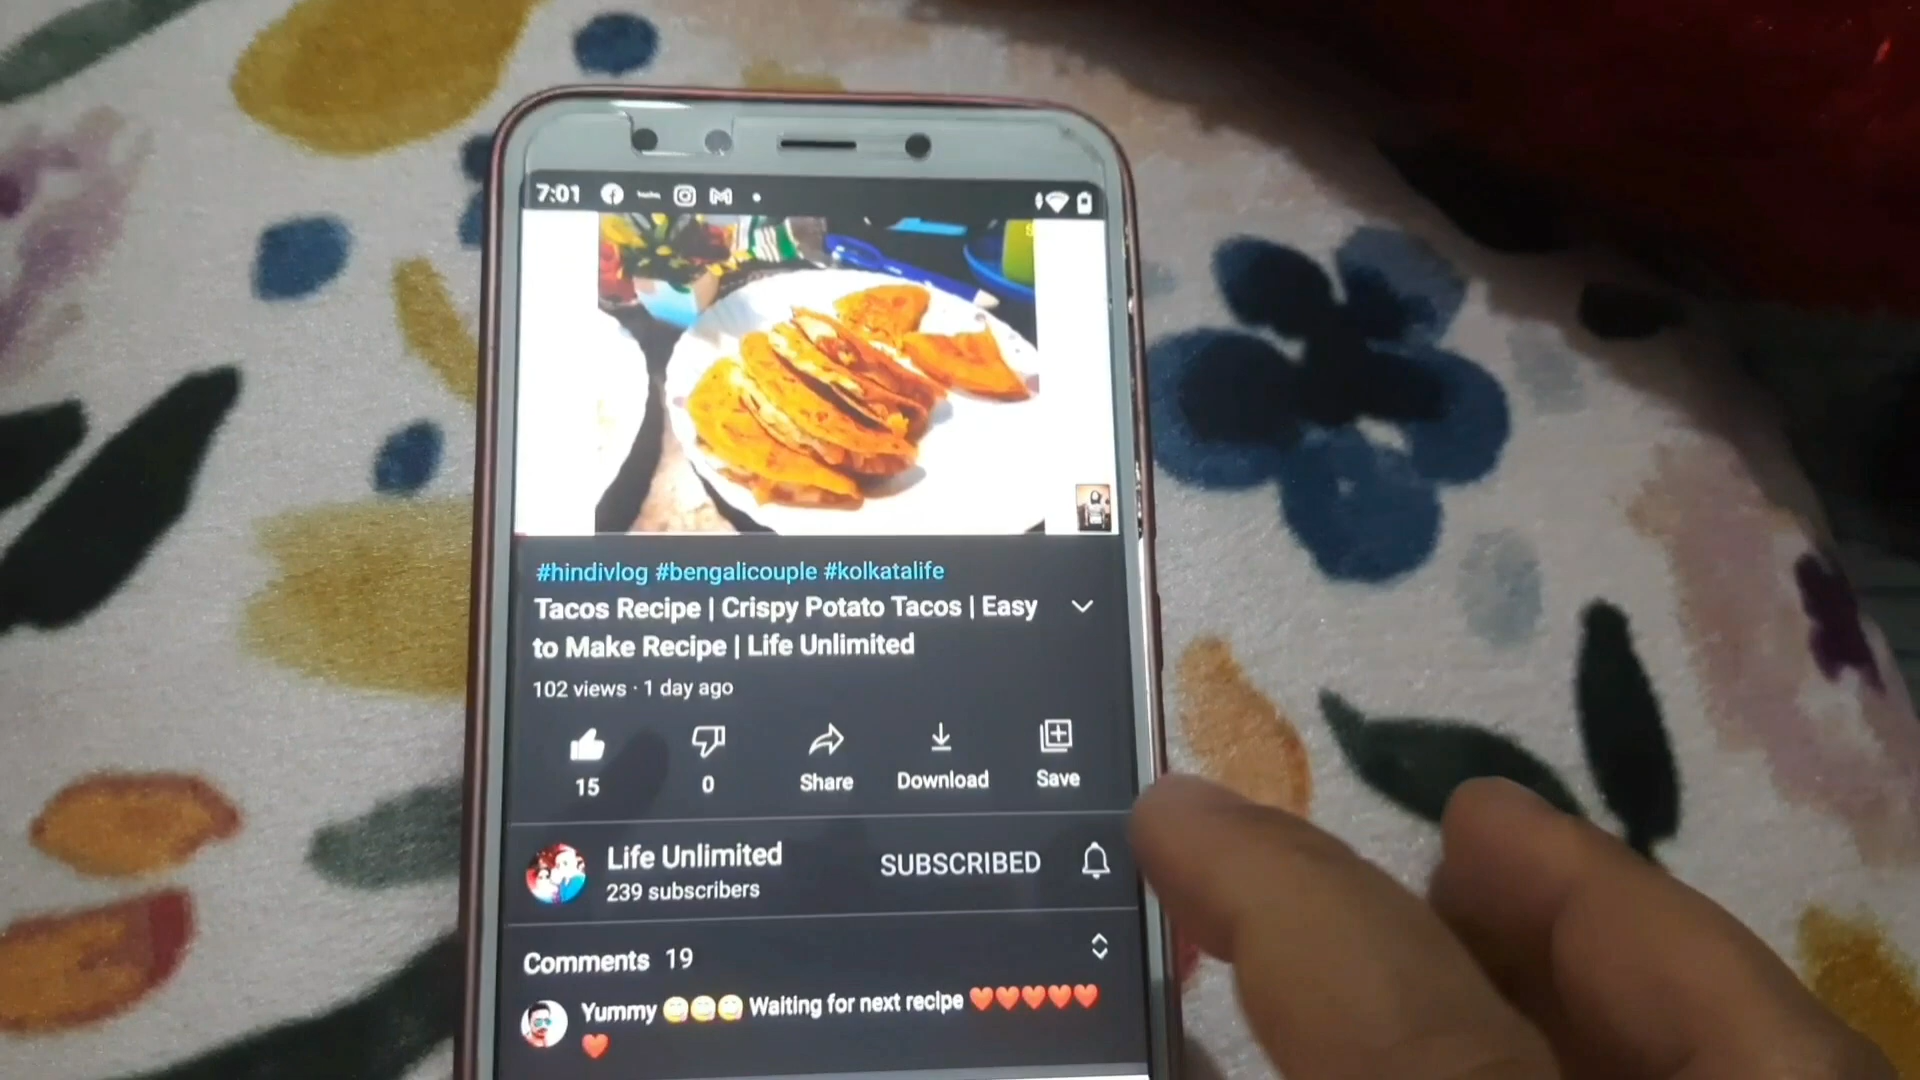 7:01
#hindivlog #bengalicouple #kolkatalife
Tacos Recipe | Crispy Potato Tacos | Easy
to Make Recipe | Life Unlimited
102 views · 1 day ago
15
0
Share
Download
Save
Life Unlimited
239 subscribers
SUBSCRIBED
Comments 19
Yummy 😁😁😁 Waiting for next recipe ❤️❤️❤️❤️❤️
❤️